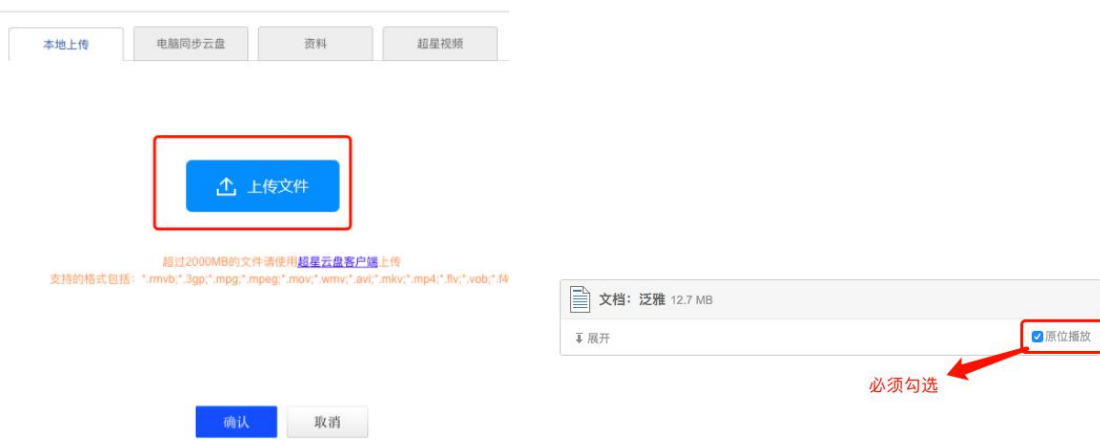 本地上传
电脑同步云盘
资料
超星视频
上传文件
超过2000MB的文件请使用超星云盘客户端上传
支持的格式包括：*.rmvb;*.3gp;*.mpg;*.mpeg;*.mov;*.wmv;*.avi;*.mkv;*.mp4;*.flv;*.vob;*.f4
确认
取消
文档：泛雅 12.7 MB
展开
原位播放
必须勾选